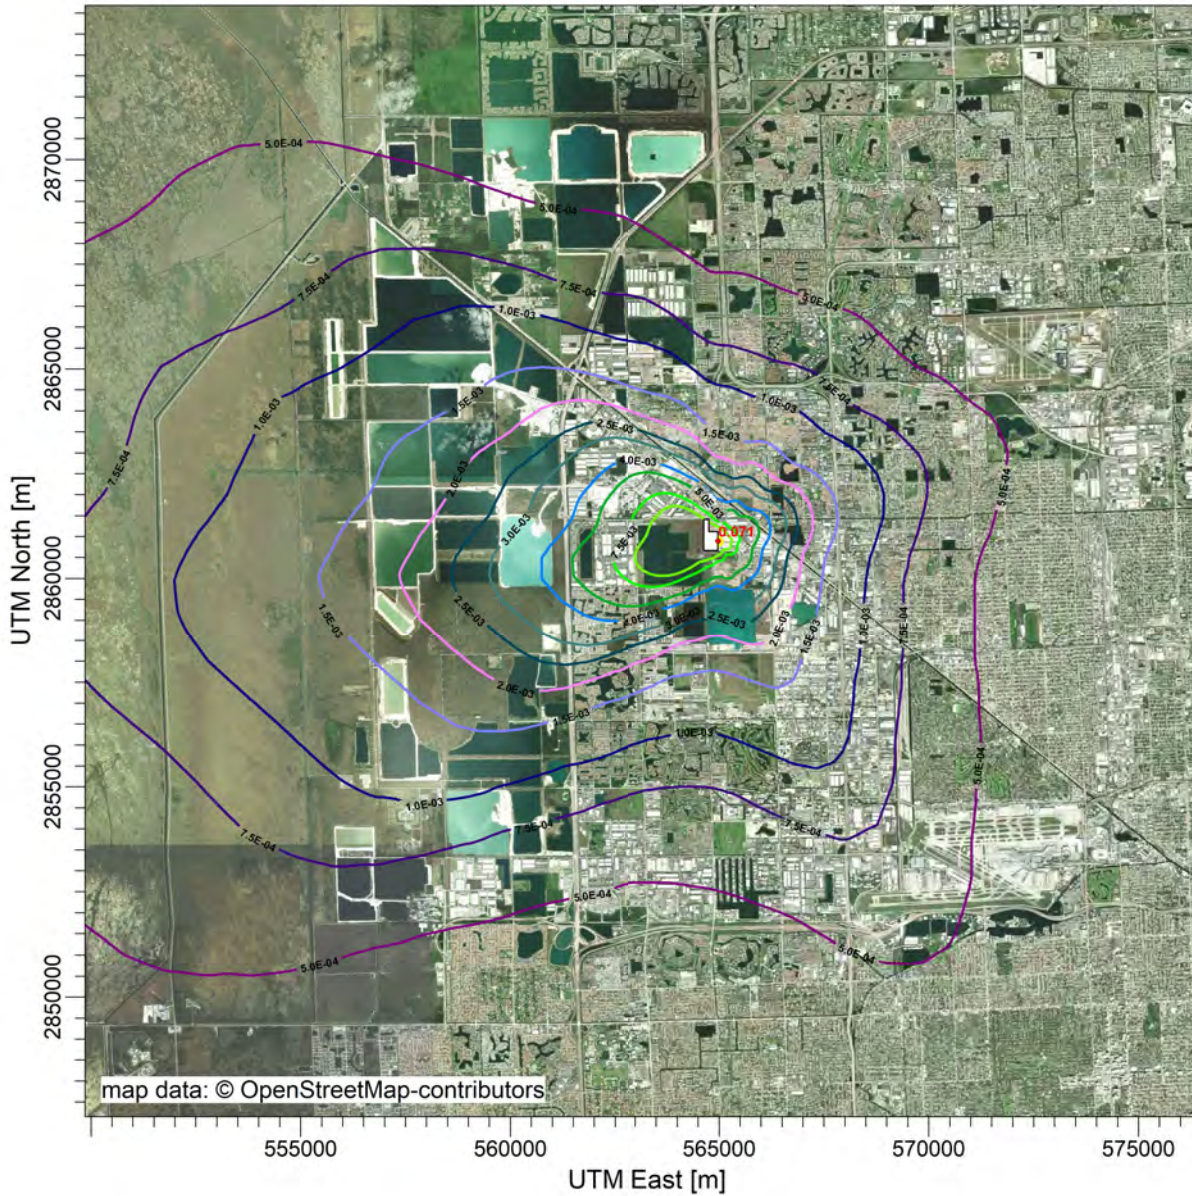 5.0E-04
2870000
5.0E-04
7.5E-04
7.5E-04
5.0E-04
1.0E-03
2865000
7.5E-04
1.0E-03
1.5E-03
1.0E-03
2.5E-03
1.5E-03
5.0E-04
7.5E-04
2.0E-03
4.0E-03
5.0E-03
3.0E-03
7.5E-03
0.071
UTM North [m]
2860000
1.5E-03
2.5E-03
4.0E-03
3.0E-03
2.5E-03
2.0E-03
1.5E-03
1.0E-03
7.5E-04
2.0E-03
1.5E-03
1.0E-03
5.0E-04
2855000
1.0E-03
7.5E-04
7.5E-04
7.5E-04
5.0E-04
5.0E-04
5.0E-04
2850000
map data: © OpenStreetMap-contributors
555000
560000
565000
570000
575000
UTM East [m]